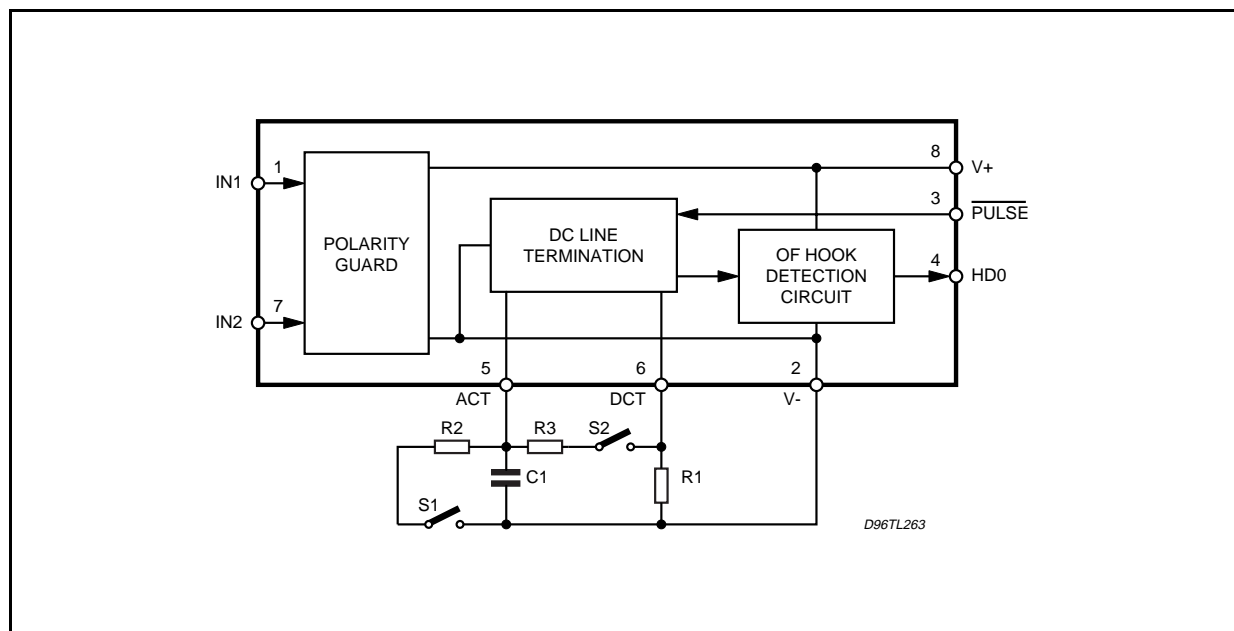 8
V+
1
IN1
3
PULSE
DC LINE
TERMINATION
POLARITY
GUARD
OF HOOK
DETECTION
CIRCUIT
4
HD0
7
IN2
5
6
2
ACT
DCT
V-
R2
R3
S2
C1
R1
S1
D96TL263